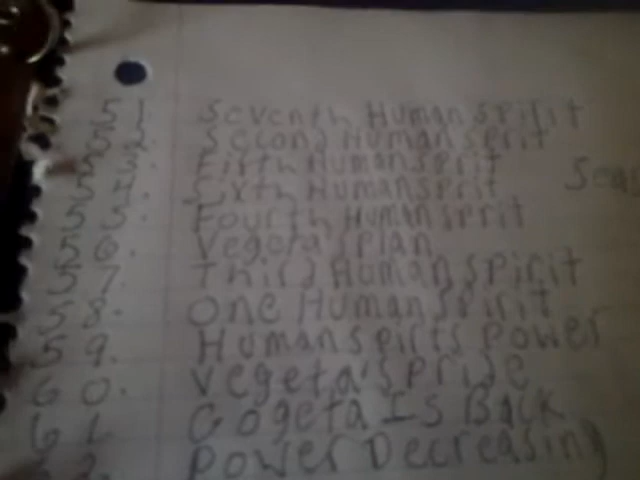 51 Seventh Human Spirit
52 Second Human Sprit
53. Fifth Human Sprit
54. Sixth Human Sprit
55. Fourth Human Sprit
56. Vegeta's plan
57. Third Human Spirit
58. One Human Spirit
59. Human spirts power
60. Vegeta's pride
61 Gogeta Is Back
Power Decreasing